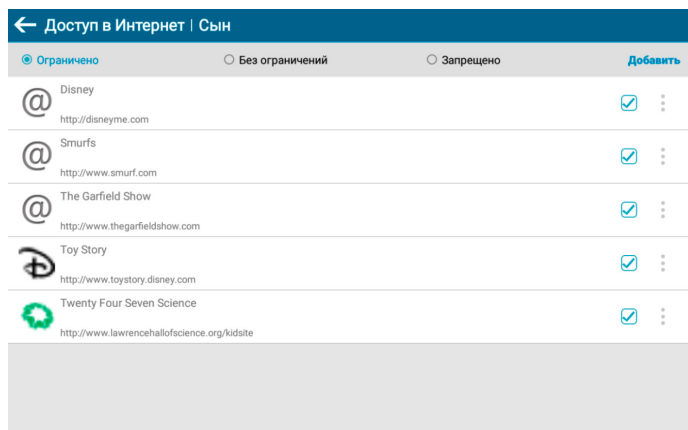 Доступ в Интернет | Сын
Ограничено Без ограничений Запрещено Добавить
Disney
http://disneyme.com
Smurfs
http://www.smurf.com
The Garfield Show
http://www.thegarfieldshow.com
Toy Story
http://www.toystory.disney.com
Twenty Four Seven Science
http://www.lawrencehallofscience.org/kidsite